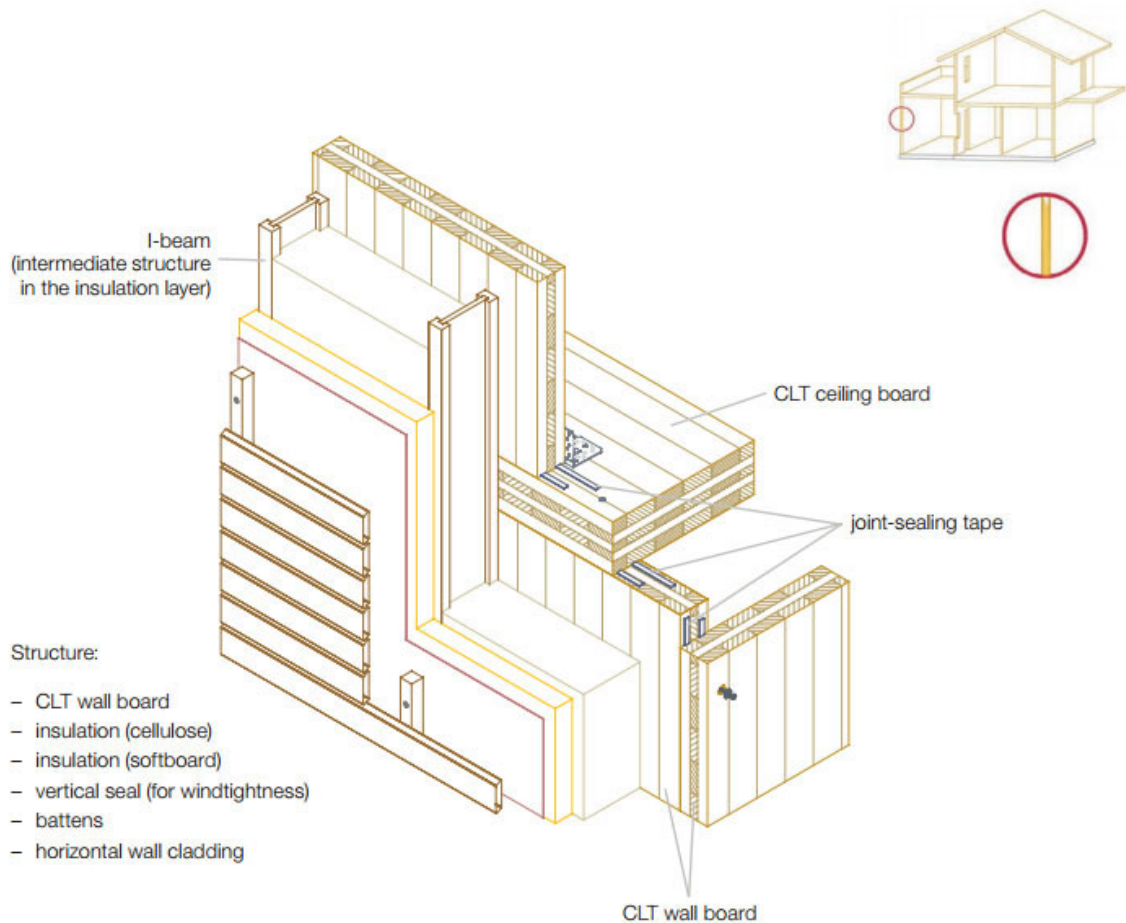 I-beam
(intermediate structure
in the insulation layer)
CLT ceiling board
joint-sealing tape
Structure:
– CLT wall board
– insulation (cellulose)
– insulation (softboard)
– vertical seal (for windtightness)
– battens
– horizontal wall cladding
CLT wall board